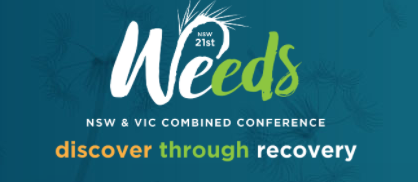 NSW
21st
Weeds
NSW & VIC COMBINED CONFERENCE
discover through recovery